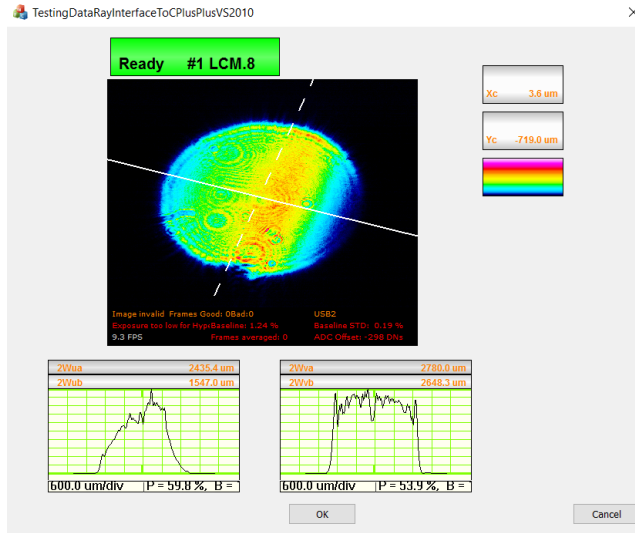 TestingDataRayInterfaceToCPlusPlusVS2010
Ready #1 LCM.8
Xc 3.6 um
Yc -719.0 um
Image invalid Frames Good: 0Bad:0 USB2
Exposure too low for Hyp Baseline: 1.24 % Baseline STD: 0.19 %
9.3 FPS Frames averaged: 0 ADC Offset: -298 DNs
2Wua 2435.4 um
2Wub 1547.0 um
600.0 um/div P = 59.8 %, B =
2Wva 2780.0 um
2Wvb 2648.3 um
600.0 um/div P = 53.9 %, B =
OK
Cancel